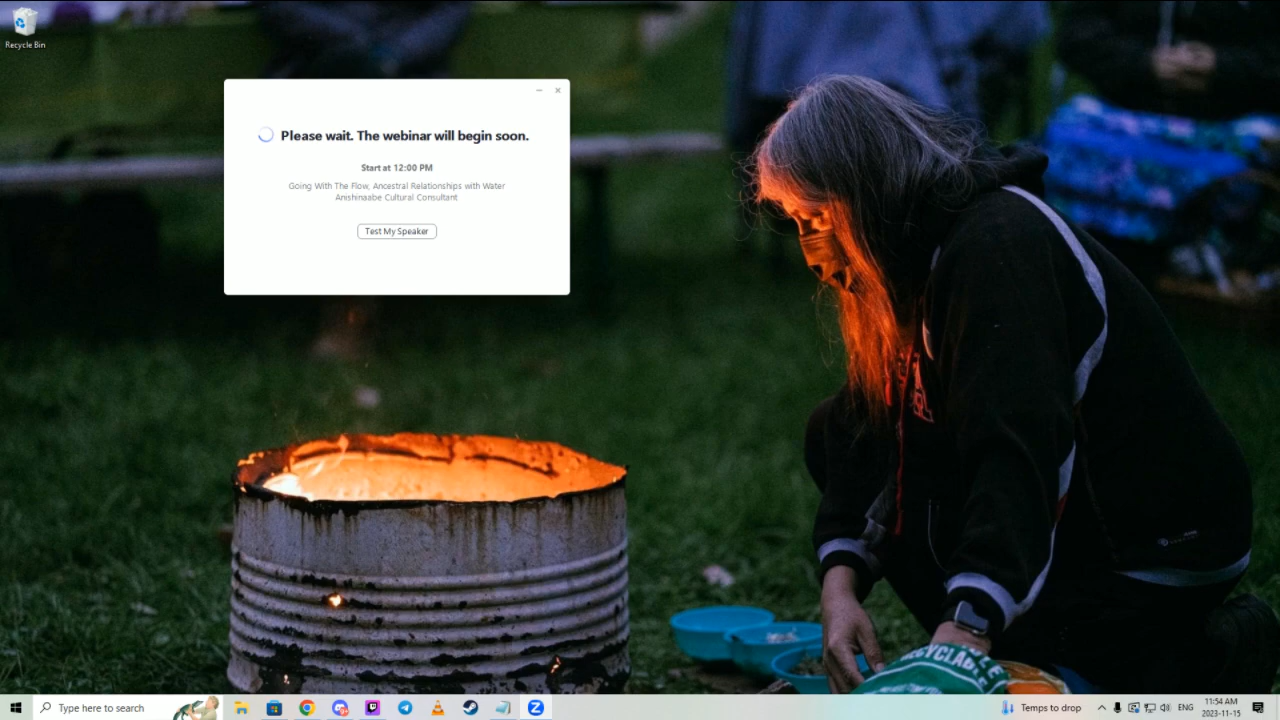 Recycle Bin
Please wait. The webinar will begin soon.
Start at 12:00 PM
Going With The Flow, Ancestral Relationships with Water
Anishinaabe Cultural Consultant
Test My Speaker
RECYCLABLE
Type here to search
Temps to drop
ENG
11:54 AM
2023-11-15